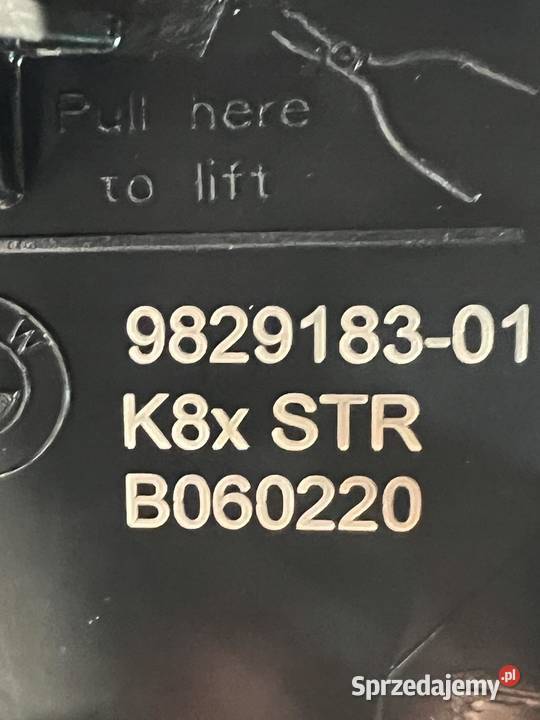 Pull here
to lift
W
9829183-01
K8x STR
B060220
Sprzedajemy.pl